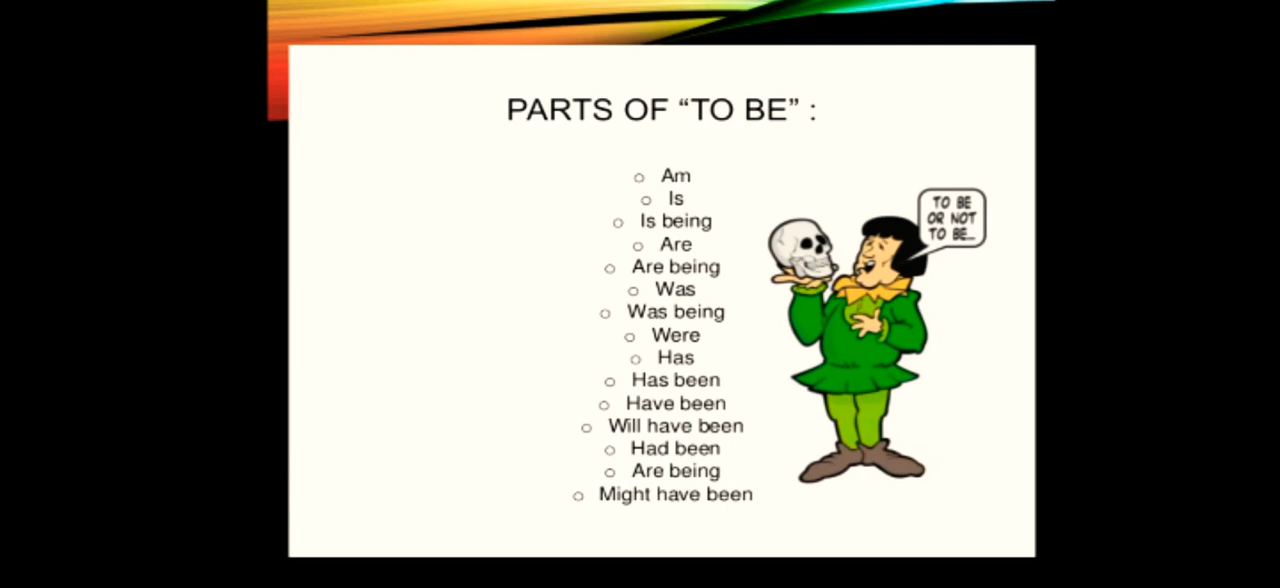 PARTS OF “TO BE” :
○ Am
○ Is
○ Is being
○ Are
○ Are being
○ Was
○ Was being
○ Were
○ Has
○ Has been
○ Have been
○ Will have been
○ Had been
○ Are being
○ Might have been
TO BE
OR NOT
TO BE...